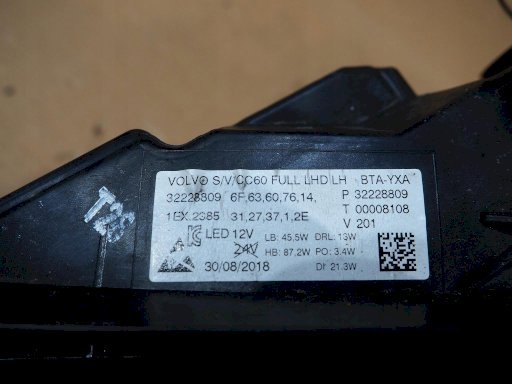 VOLVO S/V/CC60 FULL LHD LH BTA-YXA
32228809 6F,63,60,76,14, P 32228809
1EX.2385 31,27,37,1,2E T 00008108
V 201
LED 12V LB: 45,5W DRL: 13W
24V HB: 87.2W PO: 3.4W
30/08/2018 DI: 21.3W